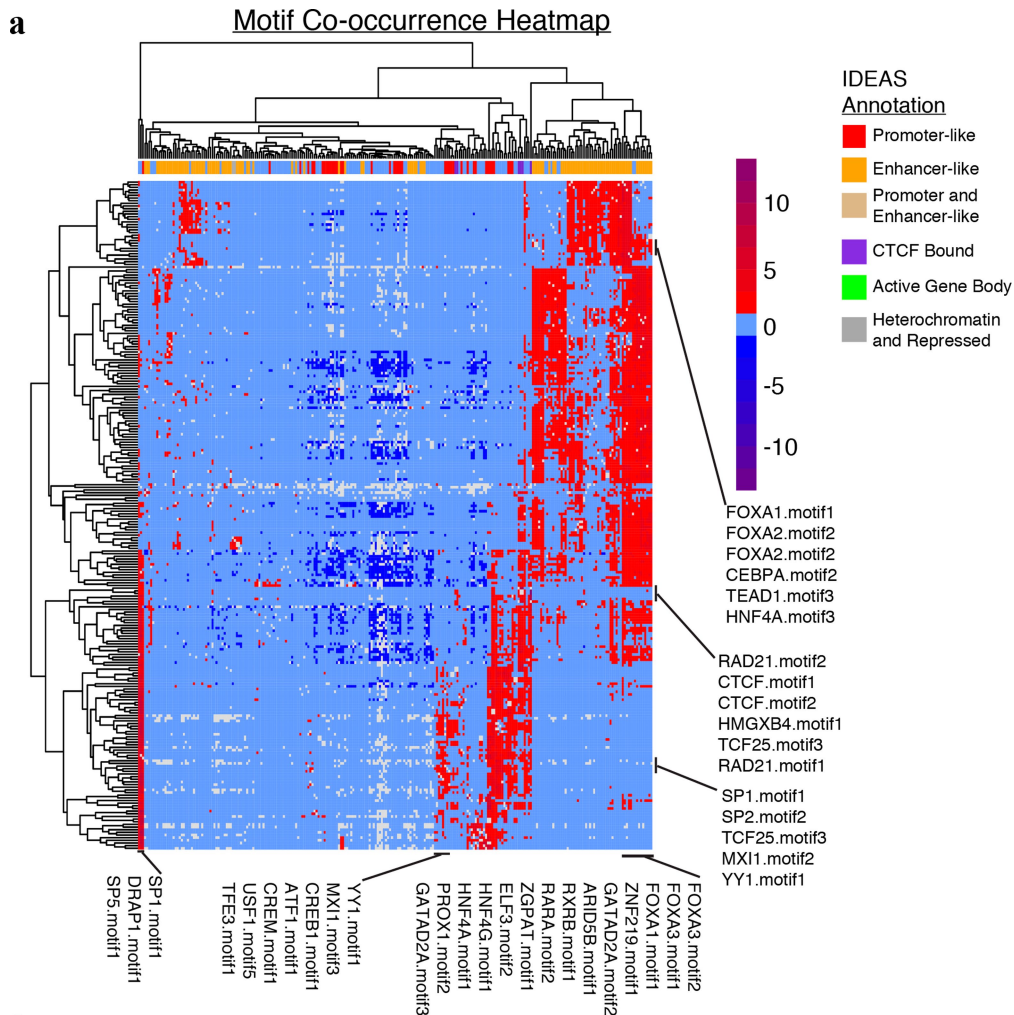 a
Motif Co-occurrence Heatmap
IDEAS
Annotation
Promoter-like
Enhancer-like
Promoter and
Enhancer-like
CTCF Bound
Active Gene Body
Heterochromatin
and Repressed
10
5
0
-5
-10
FOXA1.motif1
FOXA2.motif2
FOXA2.motif2
CEBPA.motif2
TEAD1.motif3
HNF4A.motif3
RAD21.motif2
CTCF.motif1
CTCF.motif2
HMGXB4.motif1
TCF25.motif3
RAD21.motif1
SP1.motif1
SP2.motif2
TCF25.motif3
MXI1.motif2
YY1.motif1
SP5.motif1
DRAP1.motif1
SP1.motif1
TFE3.motif1
USF1.motif5
CREM.motif1
ATF1.motif1
CREB1.motif1
MXI1.motif3
YY1.motif1
GATAD2A.motif3
PROX1.motif2
HNF4A.motif1
HNF4G.motif1
ELF3.motif2
ZGPAT.motif1
RARA.motif2
RXRB.motif1
ARID5B.motif1
GATAD2A.motif2
ZNF219.motif1
FOXA1.motif1
FOXA3.motif1
FOXA3.motif2